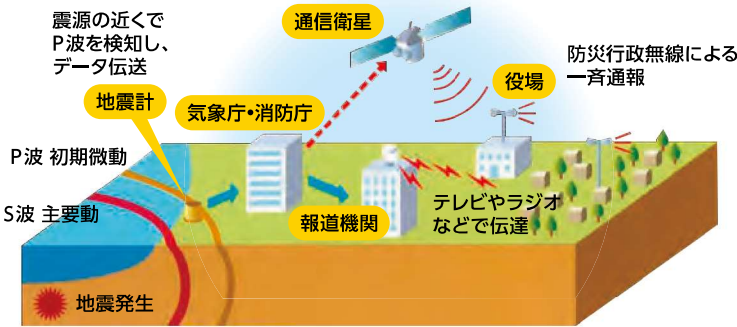 震源の近くで
P波を検知し、
データ伝送
地震計
気象庁・消防庁
通信衛星
役場
防災行政無線による
一斉通報
P波 初期微動
S波 主要動
報道機関
テレビやラジオ
などで伝達
地震発生